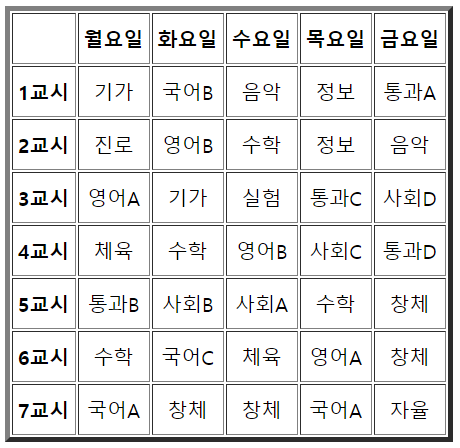 월요일 화요일 수요일 목요일 금요일
1교시 기가 국어B 음악 정보 통과A
2교시 진로 영어B 수학 정보 음악
3교시 영어A 기가 실험 통과C 사회D
4교시 체육 수학 영어B 사회C 통과D
5교시 통과B 사회B 사회A 수학 창체
6교시 수학 국어C 체육 영어A 창체
7교시 국어A 창체 창체 국어A 자율